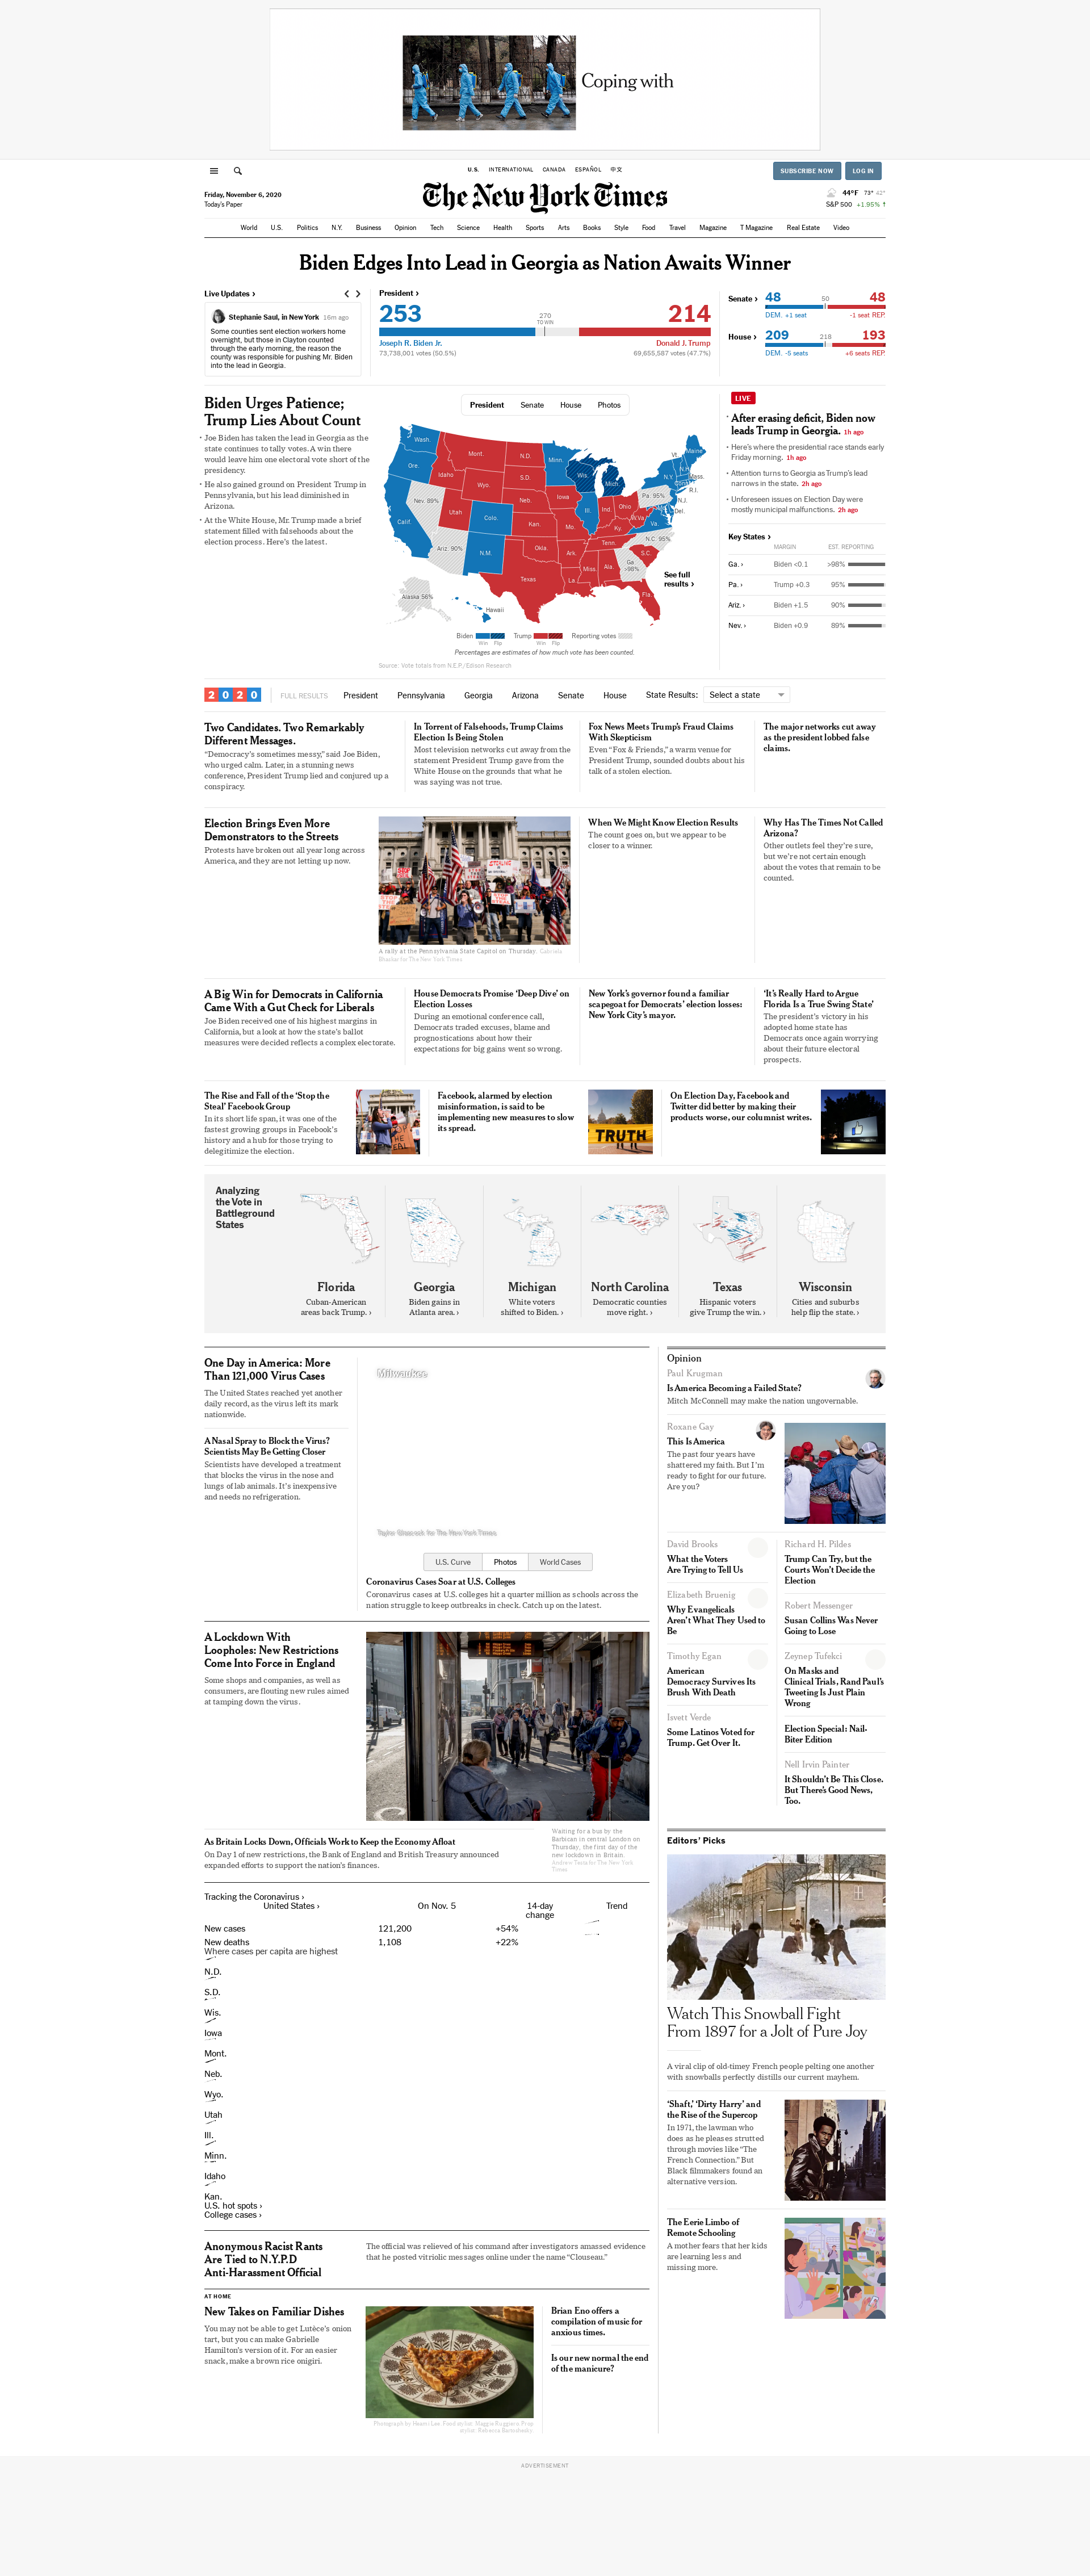 Coping with
U.S.
INTERNATIONAL
CANADA
ESPAÑOL
中文
SUBSCRIBE NOW
LOG IN
Friday, November 6, 2020
Today's Paper
The New York Times
44°F 73° 42°
S&P 500 +1.95% ↑
World
U.S.
Politics
N.Y.
Business
Opinion
Tech
Science
Health
Sports
Arts
Books
Style
Food
Travel
Magazine
T Magazine
Real Estate
Video
Biden Edges Into Lead in Georgia as Nation Awaits Winner
Live Updates ›
Stephanie Saul, in New York 16m ago
Some counties sent election workers home
overnight, but those in Clayton counted
through the early morning, the reason the
county was responsible for pushing Mr. Biden
into the lead in Georgia.
President ›
253
270
TO WIN
214
Joseph R. Biden Jr.
Donald J. Trump
73,739,001 votes (50.5%)
69,655,587 votes (47.7%)
Senate ›
48
50
48
DEM. +1 seat
-1 seat REP.
House ›
209
218
193
DEM. -5 seats
+6 seats REP.
Biden Urges Patience;
Trump Lies About Count
• Joe Biden has taken the lead in Georgia as the
state continues to tally votes. A win there
would leave him one electoral vote short of the
presidency.
• He also gained ground on President Trump in
Pennsylvania, but his lead diminished in
Arizona.
• At the White House, Mr. Trump made a brief
statement filled with falsehoods about the
election process. Here's the latest.
President
Senate
House
Photos
Wash.
Ore.
Calif.
Nev. 89%
Idaho
Mont.
Wyo.
Utah
Ariz. 90%
Colo.
N.M.
N.D.
S.D.
Neb.
Kan.
Okla.
Texas
Minn.
Iowa
Mo.
Ark.
La.
Wis.
Ill.
Mich.
Ind.
Ohio
Ky.
Tenn.
Miss.
Ala.
Ga.
>98%
Fla.
S.C.
N.C. 95%
W.Va.
Va.
Pa. 95%
N.Y.
Vt.
N.H.
Maine
Mass.
R.I.
Conn.
N.J.
Del.
Alaska 56%
Hawaii
See full
results ›
Biden
Win
Flip
Trump
Win
Flip
Reporting votes
Percentages are estimates of how much vote has been counted.
Source: Vote totals from N.E.P./Edison Research
LIVE
• After erasing deficit, Biden now
leads Trump in Georgia. 1h ago
• Here's where the presidential race stands early
Friday morning. 1h ago
• Attention turns to Georgia as Trump's lead
narrows in the state. 2h ago
• Unforeseen issues on Election Day were
mostly municipal malfunctions. 2h ago
Key States ›
MARGIN
EST. REPORTING
Ga. › Biden <0.1 >98%
Pa. › Trump +0.3 95%
Ariz. › Biden +1.5 90%
Nev. › Biden +0.9 89%
2020
FULL RESULTS
President
Pennsylvania
Georgia
Arizona
Senate
House
State Results:
Select a state
Two Candidates. Two Remarkably
Different Messages.
“Democracy's sometimes messy,” said Joe Biden,
who urged calm. Later, in a stunning news
conference, President Trump lied and conjured up a
conspiracy.
In Torrent of Falsehoods, Trump Claims
Election Is Being Stolen
Most television networks cut away from the
statement President Trump gave from the
White House on the grounds that what he
was saying was not true.
Fox News Meets Trump's Fraud Claims
With Skepticism
Even “Fox & Friends,” a warm venue for
President Trump, sounded doubts about his
talk of a stolen election.
The major networks cut away
as the president lobbed false
claims.
Election Brings Even More
Demonstrators to the Streets
Protests have broken out all year long across
America, and they are not letting up now.
A rally at the Pennsylvania State Capitol on Thursday. Gabriela
Bhaskar for The New York Times
When We Might Know Election Results
The count goes on, but we appear to be
closer to a winner.
Why Has The Times Not Called
Arizona?
Other outlets feel they're sure,
but we're not certain enough
about the votes that remain to be
counted.
A Big Win for Democrats in California
Came With a Gut Check for Liberals
Joe Biden received one of his highest margins in
California, but a look at how the state's ballot
measures were decided reflects a complex electorate.
House Democrats Promise ‘Deep Dive’ on
Election Losses
During an emotional conference call,
Democrats traded excuses, blame and
prognostications about how their
expectations for big gains went so wrong.
New York's governor found a familiar
scapegoat for Democrats' election losses:
New York City's mayor.
‘It's Really Hard to Argue
Florida Is a True Swing State’
The president's victory in his
adopted home state has
Democrats once again worrying
about their future electoral
prospects.
The Rise and Fall of the ‘Stop the
Steal’ Facebook Group
In its short life span, it was one of the
fastest growing groups in Facebook's
history and a hub for those trying to
delegitimize the election.
Facebook, alarmed by election
misinformation, is said to be
implementing new measures to slow
its spread.
TRUTH
On Election Day, Facebook and
Twitter did better by making their
products worse, our columnist writes.
Analyzing
the Vote in
Battleground
States
Florida
Cuban-American
areas back Trump. ›
Georgia
Biden gains in
Atlanta area. ›
Michigan
White voters
shifted to Biden. ›
North Carolina
Democratic counties
move right. ›
Texas
Hispanic voters
give Trump the win. ›
Wisconsin
Cities and suburbs
help flip the state. ›
One Day in America: More
Than 121,000 Virus Cases
The United States reached yet another
daily record, as the virus left its mark
nationwide.
A Nasal Spray to Block the Virus?
Scientists May Be Getting Closer
Scientists have developed a treatment
that blocks the virus in the nose and
lungs of lab animals. It's inexpensive
and needs no refrigeration.
Milwaukee
Taylor Glascock for The New York Times
U.S. Curve
Photos
World Cases
Coronavirus Cases Soar at U.S. Colleges
Coronavirus cases at U.S. colleges hit a quarter million as schools across the
nation struggle to keep outbreaks in check. Catch up on the latest.
A Lockdown With
Loopholes: New Restrictions
Come Into Force in England
Some shops and companies, as well as
consumers, are flouting new rules aimed
at tamping down the virus.
As Britain Locks Down, Officials Work to Keep the Economy Afloat
On Day 1 of new restrictions, the Bank of England and British Treasury announced
expanded efforts to support the nation's finances.
Waiting for a bus by the
Barbican in central London on
Thursday, the first day of the
new lockdown in Britain.
Andrew Testa for The New York
Times
Tracking the Coronavirus ›
United States ›
On Nov. 5
14-day
change
Trend
New cases 121,200 +54%
New deaths 1,108 +22%
Where cases per capita are highest
N.D.
S.D.
Wis.
Iowa
Mont.
Neb.
Wyo.
Utah
Ill.
Minn.
Idaho
Kan.
U.S. hot spots ›
College cases ›
Anonymous Racist Rants
Are Tied to N.Y.P.D
Anti-Harassment Official
The official was relieved of his command after investigators amassed evidence
that he posted vitriolic messages online under the name “Clouseau.”
AT HOME
New Takes on Familiar Dishes
You may not be able to get Lutèce's onion
tart, but you can make Gabrielle
Hamilton's version of it. For an easier
snack, make a brown rice onigiri.
Photograph by Heami Lee. Food stylist: Maggie Ruggiero. Prop
stylist: Rebecca Bartoshesky.
Brian Eno offers a
compilation of music for
anxious times.
Is our new normal the end
of the manicure?
Opinion
Paul Krugman
Is America Becoming a Failed State?
Mitch McConnell may make the nation ungovernable.
Roxane Gay
This Is America
The past four years have
shattered my faith. But I'm
ready to fight for our future.
Are you?
David Brooks
What the Voters
Are Trying to Tell Us
Elizabeth Bruenig
Why Evangelicals
Aren't What They Used to
Be
Timothy Egan
American
Democracy Survives Its
Brush With Death
Isvett Verde
Some Latinos Voted for
Trump. Get Over It.
Richard H. Pildes
Trump Can Try, but the
Courts Won't Decide the
Election
Robert Messenger
Susan Collins Was Never
Going to Lose
Zeynep Tufekci
On Masks and
Clinical Trials, Rand Paul's
Tweeting Is Just Plain
Wrong
Election Special: Nail-
Biter Edition
Nell Irvin Painter
It Shouldn't Be This Close.
But There's Good News,
Too.
Editors' Picks
Watch This Snowball Fight
From 1897 for a Jolt of Pure Joy
A viral clip of old-timey French people pelting one another
with snowballs perfectly distills our current mayhem.
‘Shaft,’ ‘Dirty Harry’ and
the Rise of the Supercop
In 1971, the lawman who
does as he pleases strutted
through movies like “The
French Connection.” But
Black filmmakers found an
alternative version.
The Eerie Limbo of
Remote Schooling
A mother fears that her kids
are learning less and
missing more.
ADVERTISEMENT